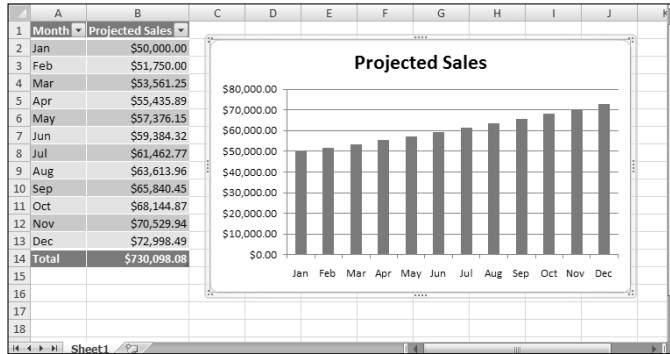 A B C D E F G H I J K
1 Month Projected Sales
2 Jan $50,000.00
3 Feb $51,750.00
4 Mar $53,561.25
5 Apr $55,435.89
6 May $57,376.15
7 Jun $59,384.32
8 Jul $61,462.77
9 Aug $63,613.96
10 Sep $65,840.45
11 Oct $68,144.87
12 Nov $70,529.94
13 Dec $72,998.49
14 Total $730,098.08
15
16
17
18
Projected Sales
$80,000.00
$70,000.00
$60,000.00
$50,000.00
$40,000.00
$30,000.00
$20,000.00
$10,000.00
$0.00
Jan Feb Mar Apr May Jun Jul Aug Sep Oct Nov Dec
Sheet1